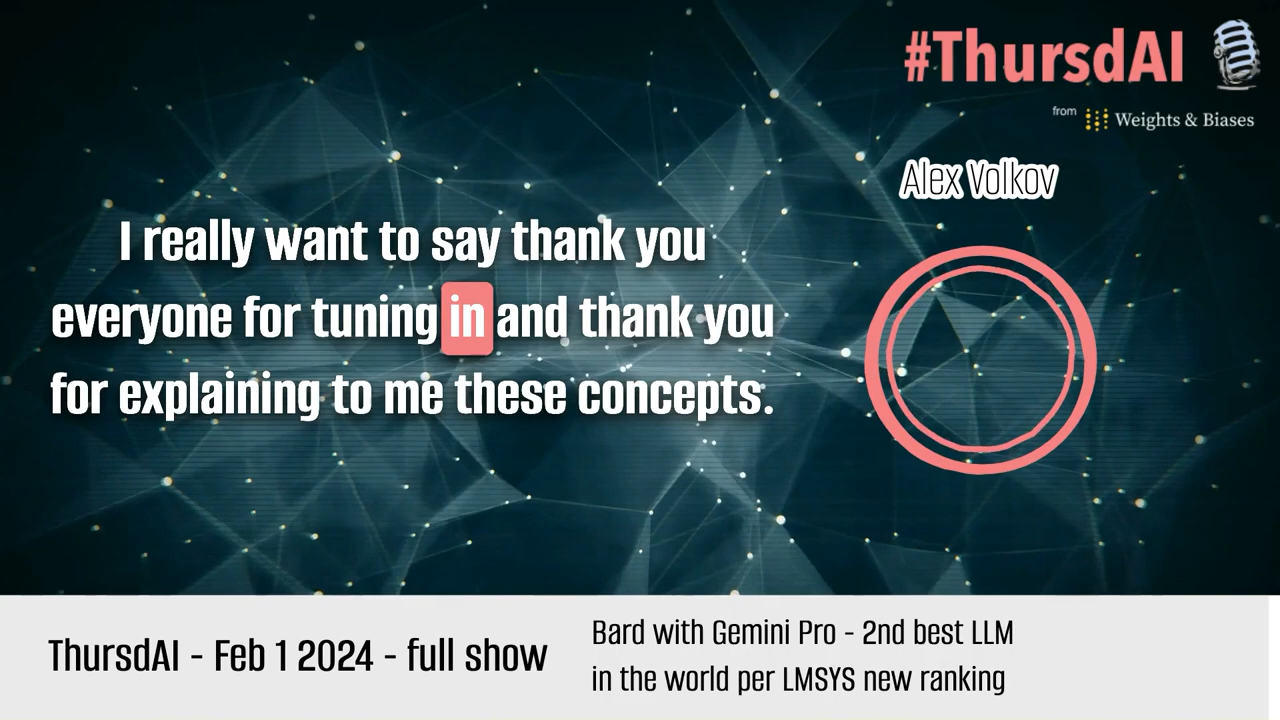 #ThursdAI
from Weights & Biases
Alex Volkov
I really want to say thank you
everyone for tuning in and thank you
for explaining to me these concepts.
ThursdAI - Feb 1 2024 - full show
Bard with Gemini Pro - 2nd best LLM
in the world per LMSYS new ranking